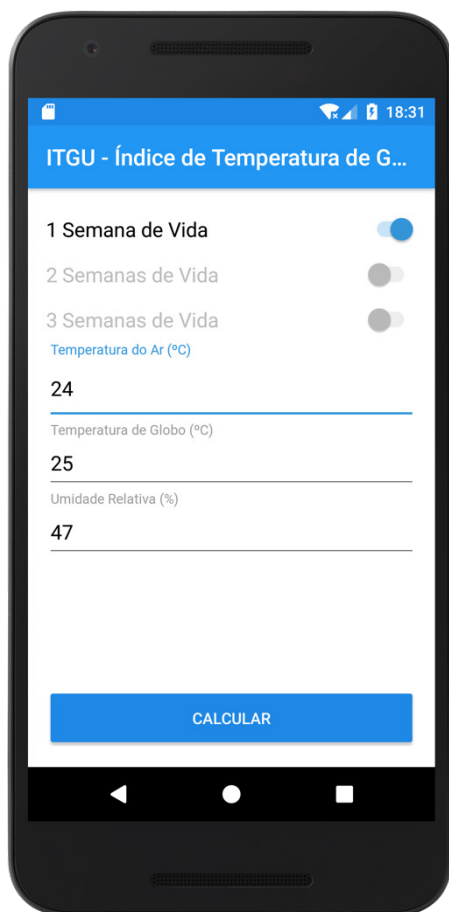 18:31
ITGU - Índice de Temperatura de G...
1 Semana de Vida
2 Semanas de Vida
3 Semanas de Vida
Temperatura do Ar (ºC)
24
Temperatura de Globo (ºC)
25
Umidade Relativa (%)
47
CALCULAR